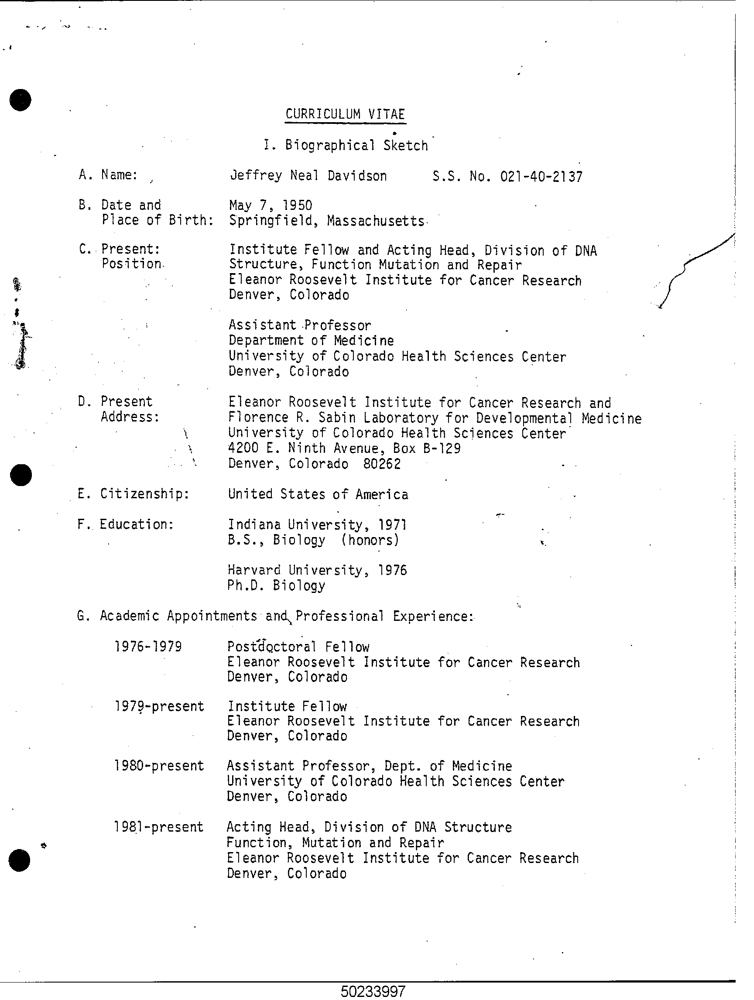 CURRICULUM VITAE
I. Biographical Sketch
A. Name: Jeffrey Neal Davidson S.S. No. 021-40-2137
B. Date and May 7, 1950
Place of Birth: Springfield, Massachusetts
C. Present: Institute Fellow and Acting Head, Division of DNA
Position Structure, Function Mutation and Repair
Eleanor Roosevelt Institute for Cancer Research
Denver, Colorado
Assistant Professor
Department of Medicine
University of Colorado Health Sciences Center
Denver, Colorado
D. Present Eleanor Roosevelt Institute for Cancer Research and
Address: Florence R. Sabin Laboratory for Developmental Medicine
University of Colorado Health Sciences Center
4200 E. Ninth Avenue, Box B-129
Denver, Colorado 80262
E. Citizenship: United States of America
F. Education: Indiana University, 1971
B.S., Biology (honors)
Harvard University, 1976
Ph.D. Biology
G. Academic Appointments and Professional Experience:
1976-1979 Postdoctoral Fellow
Eleanor Roosevelt Institute for Cancer Research
Denver, Colorado
1979-present Institute Fellow
Eleanor Roosevelt Institute for Cancer Research
Denver, Colorado
1980-present Assistant Professor, Dept. of Medicine
University of Colorado Health Sciences Center
Denver, Colorado
1981-present Acting Head, Division of DNA Structure
Function, Mutation and Repair
Eleanor Roosevelt Institute for Cancer Research
Denver, Colorado
50233997